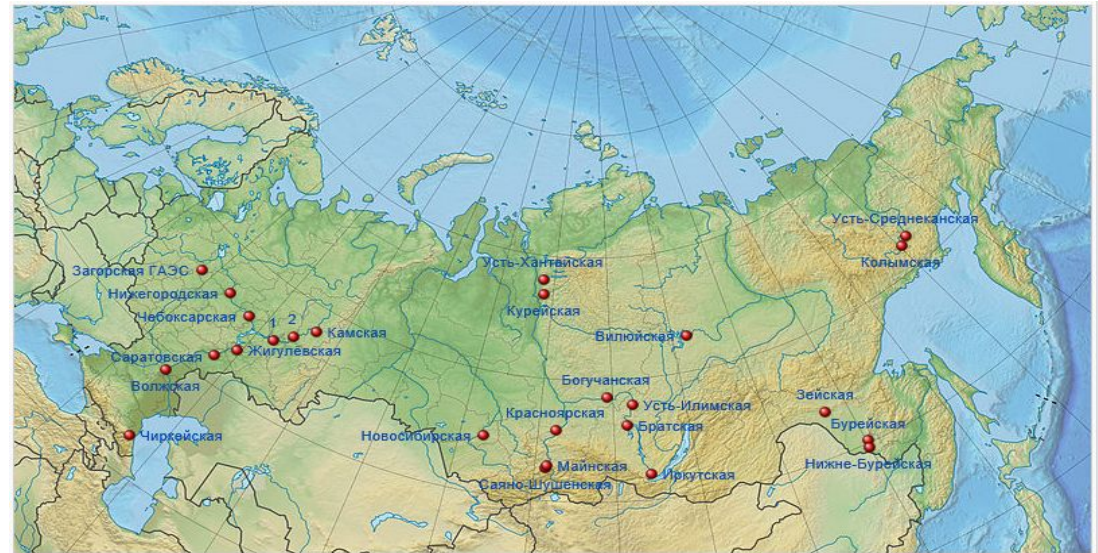 Усть-Среднеканская
Колымская
Усть-Хантайская
Загорская ГАЭС
Нижегородская
Курейская
Чебоксарская
1
2
Камская
Вилюйская
Саратовская
Жигулёвская
Волжская
Богучанская
Зейская
Усть-Илимская
Красноярская
Бурейская
Братская
Чиркейская
Новосибирская
Нижне-Бурейская
Майнская
Иркутская
Саяно-Шушенская